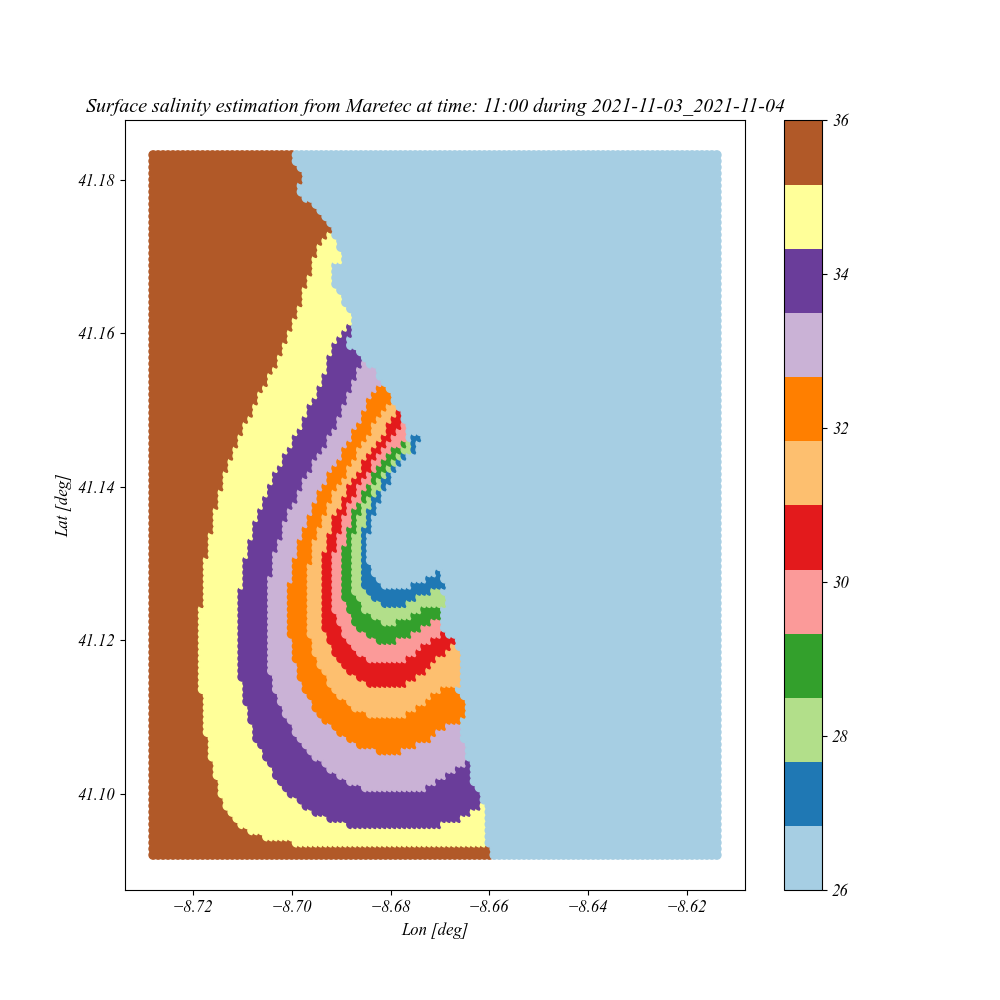 Surface salinity estimation from Maretec at time: 11:00 during 2021-11-03_2021-11-04
36
41.18
34
41.16
32
41.14
Lat [deg]
30
41.12
28
41.10
26
−8.72 −8.70 −8.68 −8.66 −8.64 −8.62
Lon [deg]